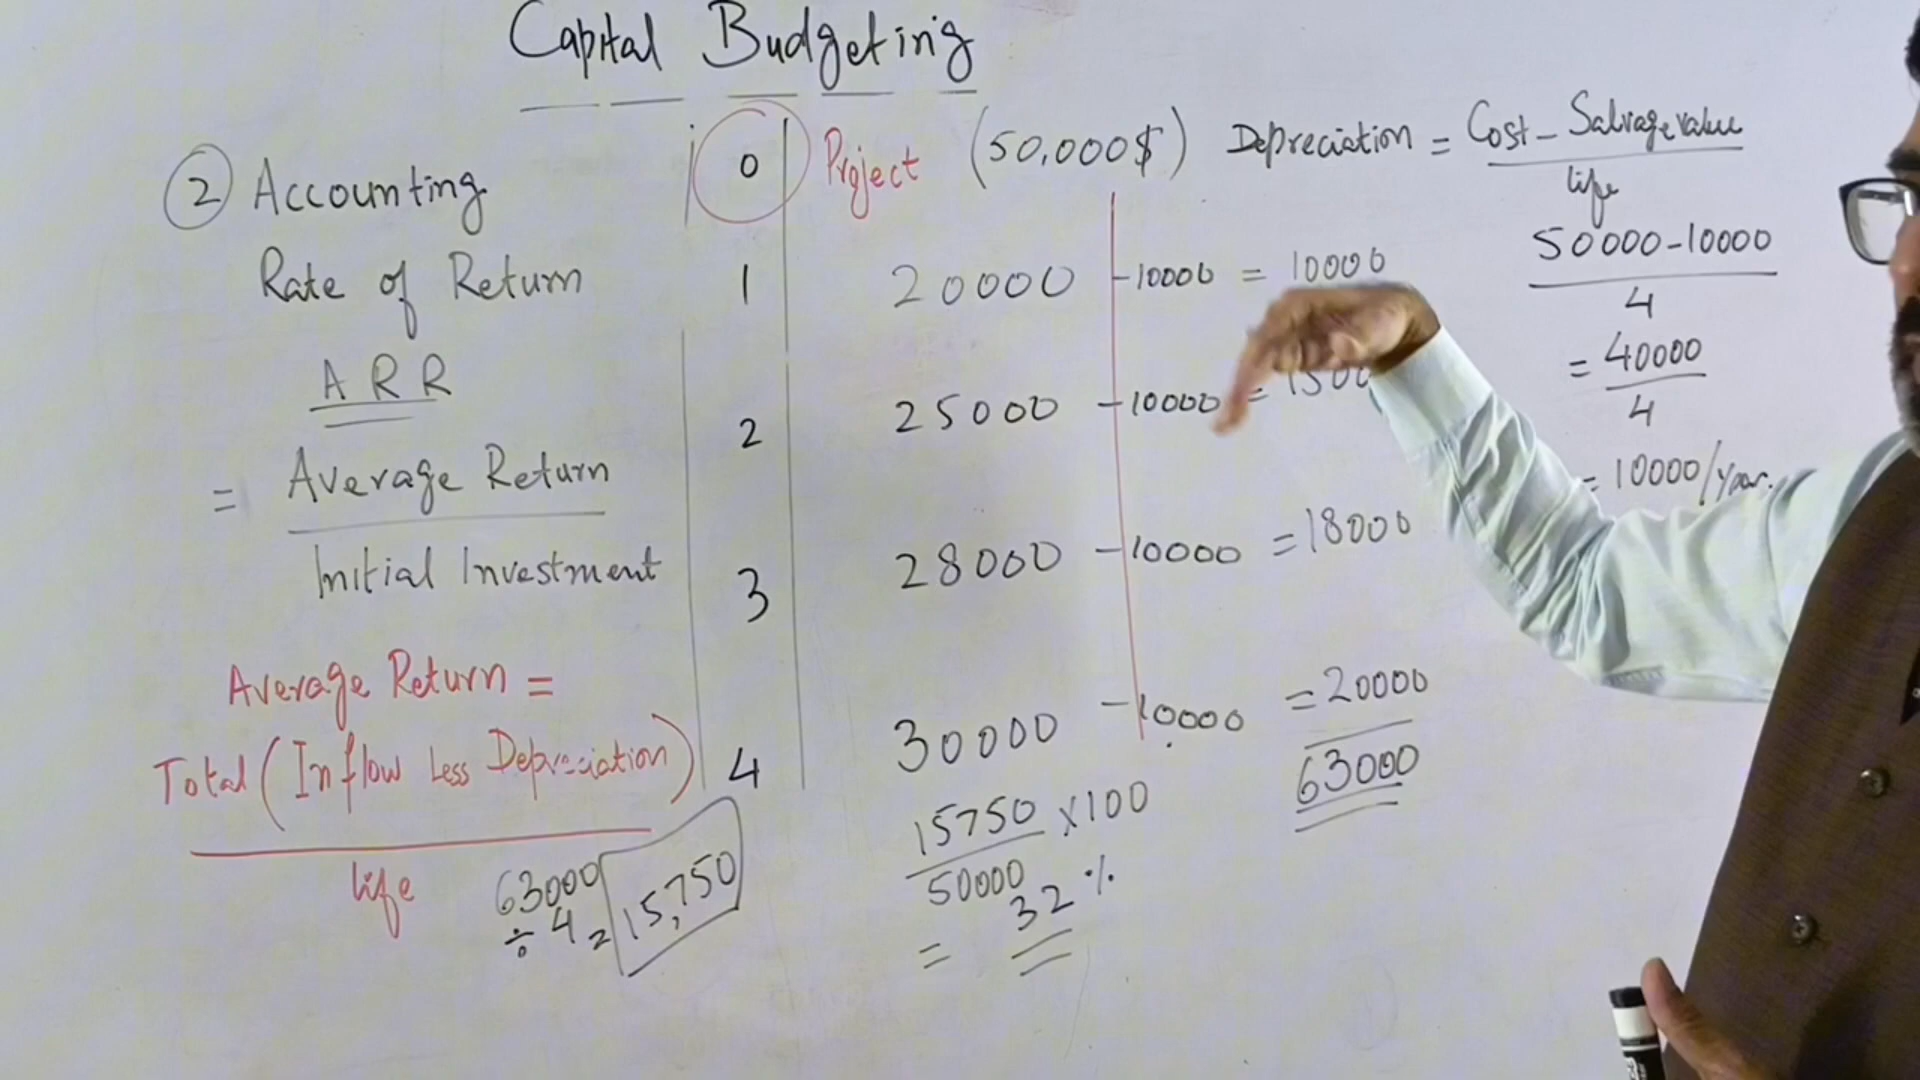 Capital Budgeting
② Accounting
Rate of Return
ARR
= Average Return
Initial Investment
Average Return =
Total (Inflow Less Depreciation)
life
63000
÷ 4 = 15,750
0 Project (50,000$)
1 20000 - 10000 = 10000
2 25000 - 10000 = 1500
3 28000 - 10000 = 18000
4 30000 - 10000 = 20000
63000
15750 x 100
50000
= 32 %
Depreciation = Cost - Salvage value
life
50000 - 10000
4
= 40000
4
= 10000/year.